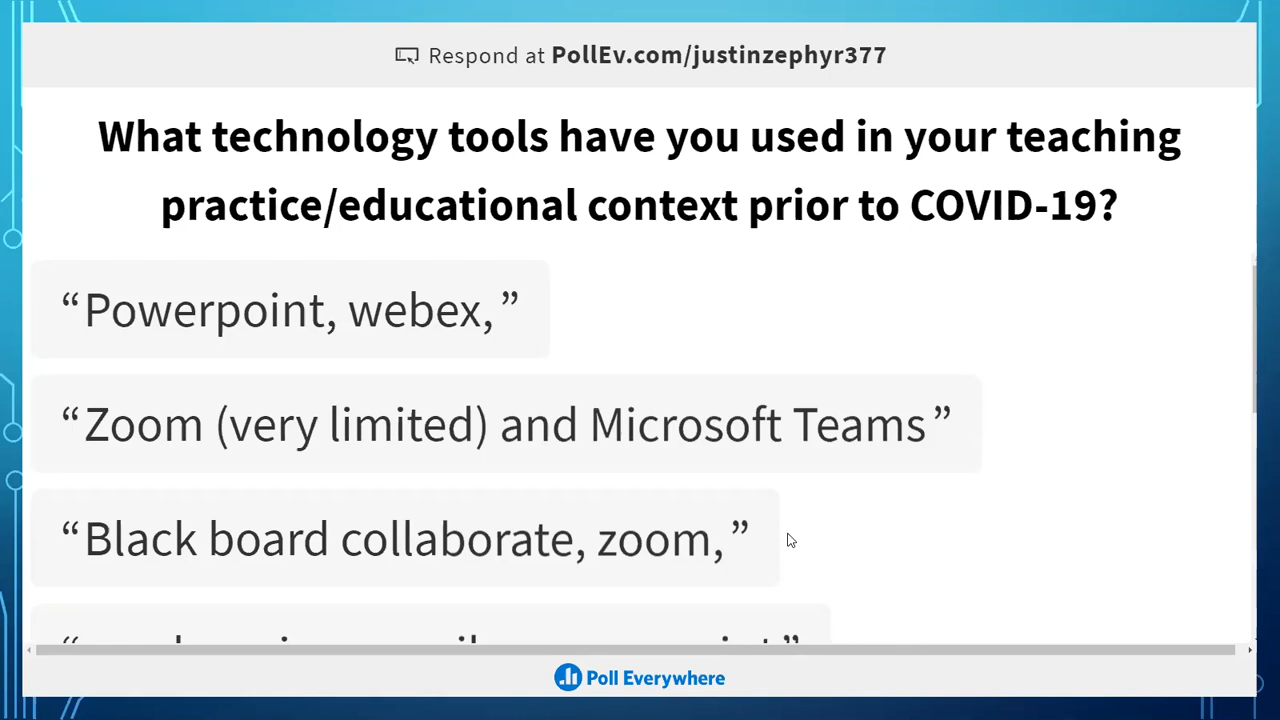 Respond at PollEv.com/justinzephyr377
What technology tools have you used in your teaching
practice/educational context prior to COVID-19?
“Powerpoint, webex,”
“Zoom (very limited) and Microsoft Teams”
“Black board collaborate, zoom,”
Poll Everywhere